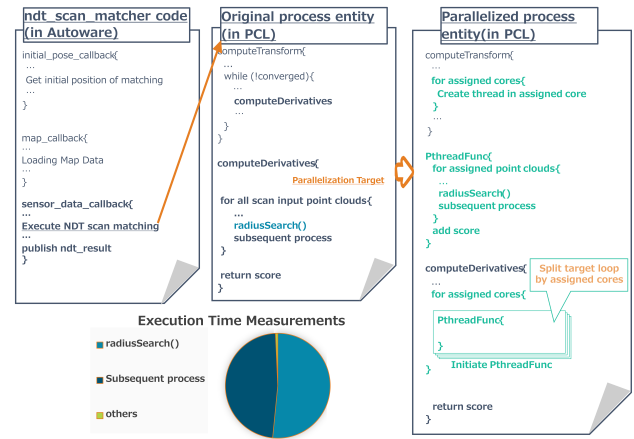 ndt_scan_matcher code
(in Autoware)
initial_pose_callback{
...
Get initial position of matching
...
}
map_callback{
...
Loading Map Data
...
}
sensor_data_callback{
...
Execute NDT scan matching
...
publish ndt_result
}
Original process entity
(in PCL)
computeTransform{
...
while (!converged){
...
computeDerivatives
...
}
}
computeDerivatives{
Parallelization Target
for all scan input point clouds{
...
radiusSearch()
subsequent process
}
return score
}
Parallelized process
entity(in PCL)
computeTransform{
...
for assigned cores{
Create thread in assigned core
}
...
}
PthreadFunc{
for assigned point clouds{
...
radiusSearch()
subsequent process
}
add score
}
computeDerivatives{
...
for assigned cores{
Split target loop
by assigned cores
PthreadFunc{
}
Initiate PthreadFunc
}
return score
}
Execution Time Measurements
radiusSearch()
Subsequent process
others